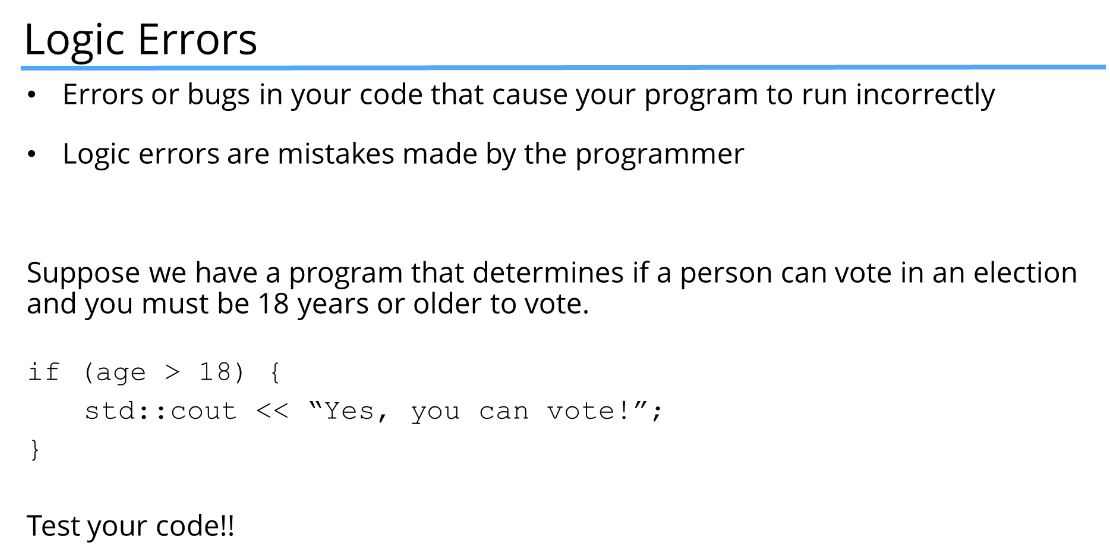 Logic Errors
• Errors or bugs in your code that cause your program to run incorrectly
• Logic errors are mistakes made by the programmer
Suppose we have a program that determines if a person can vote in an election
and you must be 18 years or older to vote.
if (age > 18) {
    std::cout << “Yes, you can vote!”;
}
Test your code!!